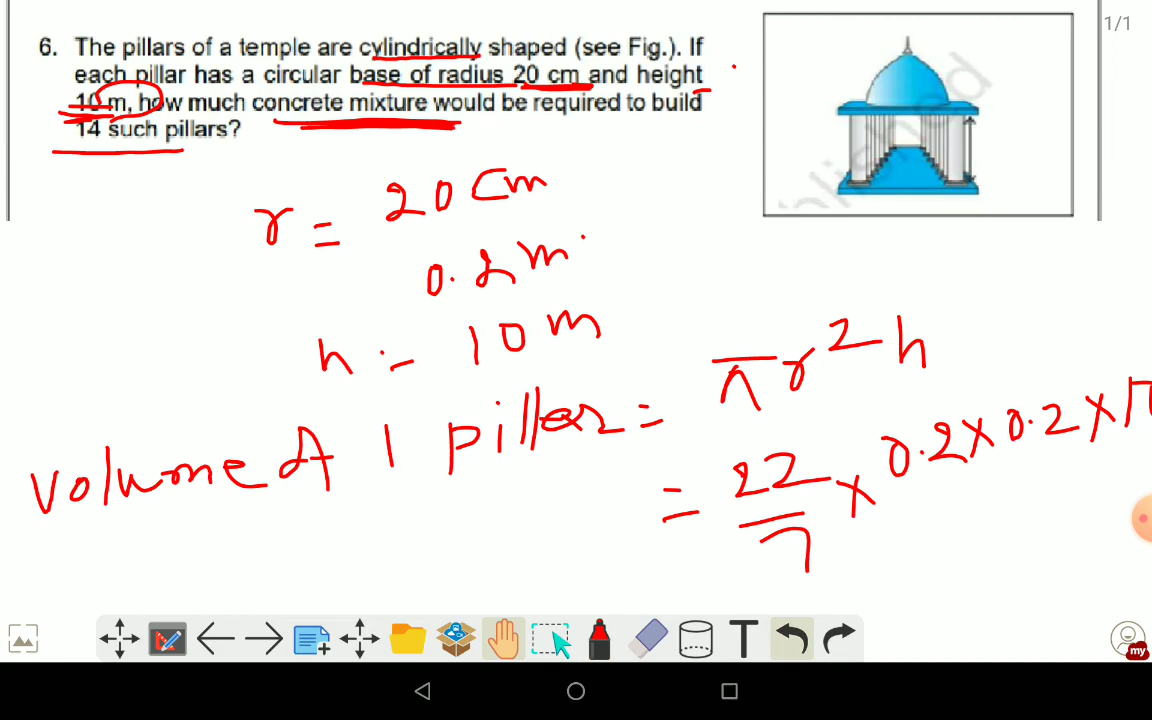 1/1
6. The pillars of a temple are cylindrically shaped (see Fig.). If
each pillar has a circular base of radius 20 cm and height
10 m, how much concrete mixture would be required to build
14 such pillars?
r = 20 cm
0.2 m
h = 10 m
volume of 1 pillar = πr²h
= 22/7 × 0.2 × 0.2 × 1
T
my